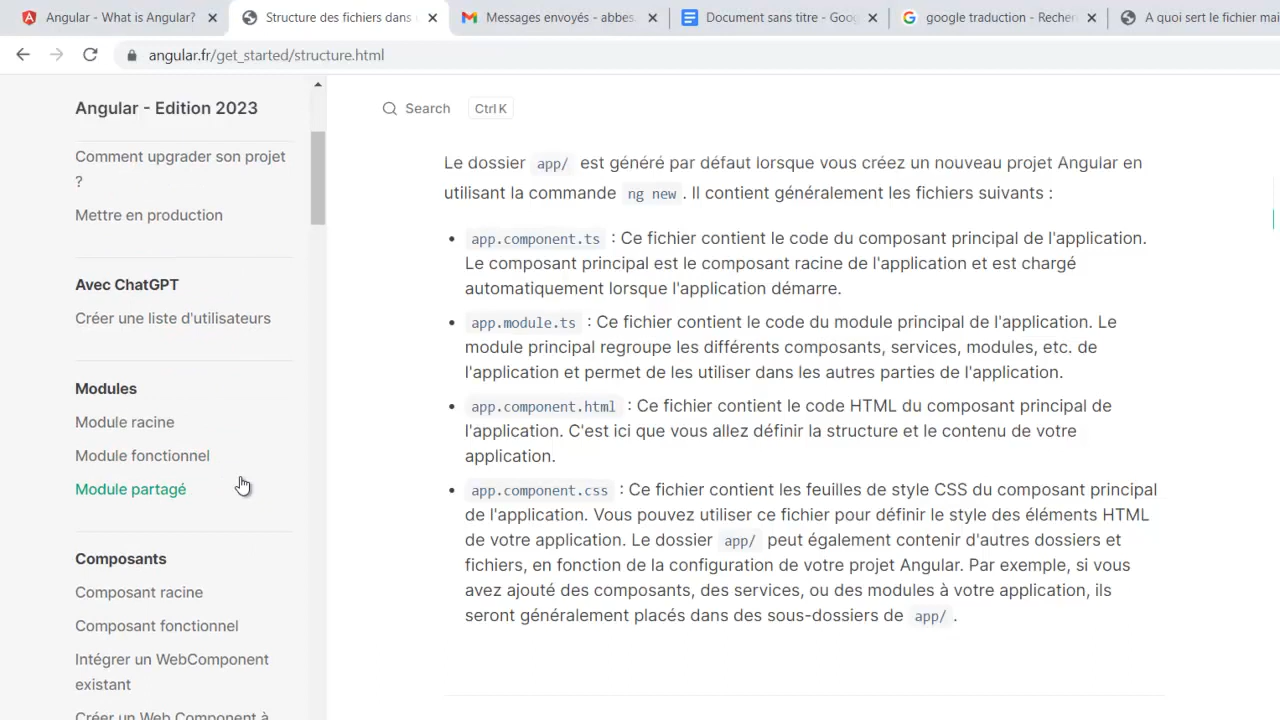 Angular - What is Angular?
Structure des fichiers dans
Messages envoyés - abbes.
Document sans titre - Goog
google traduction - Recher
A quoi sert le fichier mai
angular.fr/get_started/structure.html
Angular - Edition 2023
Comment upgrader son projet
?
Mettre en production
Avec ChatGPT
Créer une liste d'utilisateurs
Modules
Module racine
Module fonctionnel
Module partagé
Composants
Composant racine
Composant fonctionnel
Intégrer un WebComponent
existant
Créer un Web Component à
Search Ctrl K
Le dossier app/ est généré par défaut lorsque vous créez un nouveau projet Angular en
utilisant la commande ng new . Il contient généralement les fichiers suivants :
• app.component.ts : Ce fichier contient le code du composant principal de l'application.
Le composant principal est le composant racine de l'application et est chargé
automatiquement lorsque l'application démarre.
• app.module.ts : Ce fichier contient le code du module principal de l'application. Le
module principal regroupe les différents composants, services, modules, etc. de
l'application et permet de les utiliser dans les autres parties de l'application.
• app.component.html : Ce fichier contient le code HTML du composant principal de
l'application. C'est ici que vous allez définir la structure et le contenu de votre
application.
• app.component.css : Ce fichier contient les feuilles de style CSS du composant principal
de l'application. Vous pouvez utiliser ce fichier pour définir le style des éléments HTML
de votre application. Le dossier app/ peut également contenir d'autres dossiers et
fichiers, en fonction de la configuration de votre projet Angular. Par exemple, si vous
avez ajouté des composants, des services, ou des modules à votre application, ils
seront généralement placés dans des sous-dossiers de app/ .